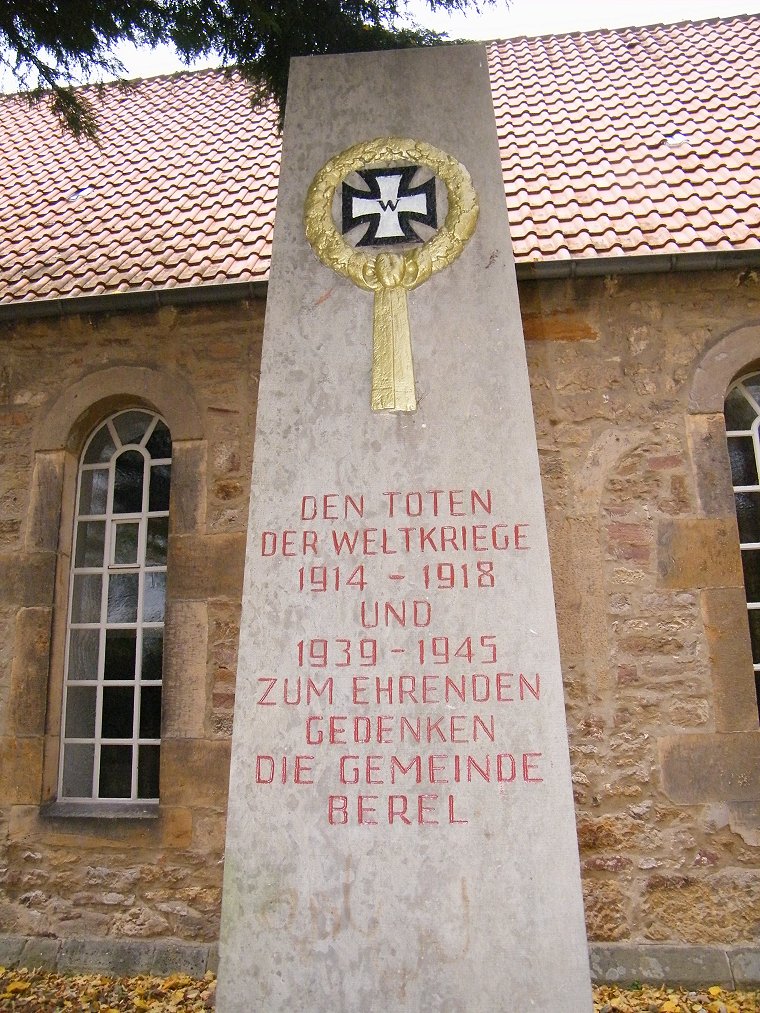 W
DEN TOTEN
DER WELTKRIEGE
1914 - 1918
UND
1939 - 1945
ZUM EHRENDEN
GEDENKEN
DIE GEMEINDE
BEREL